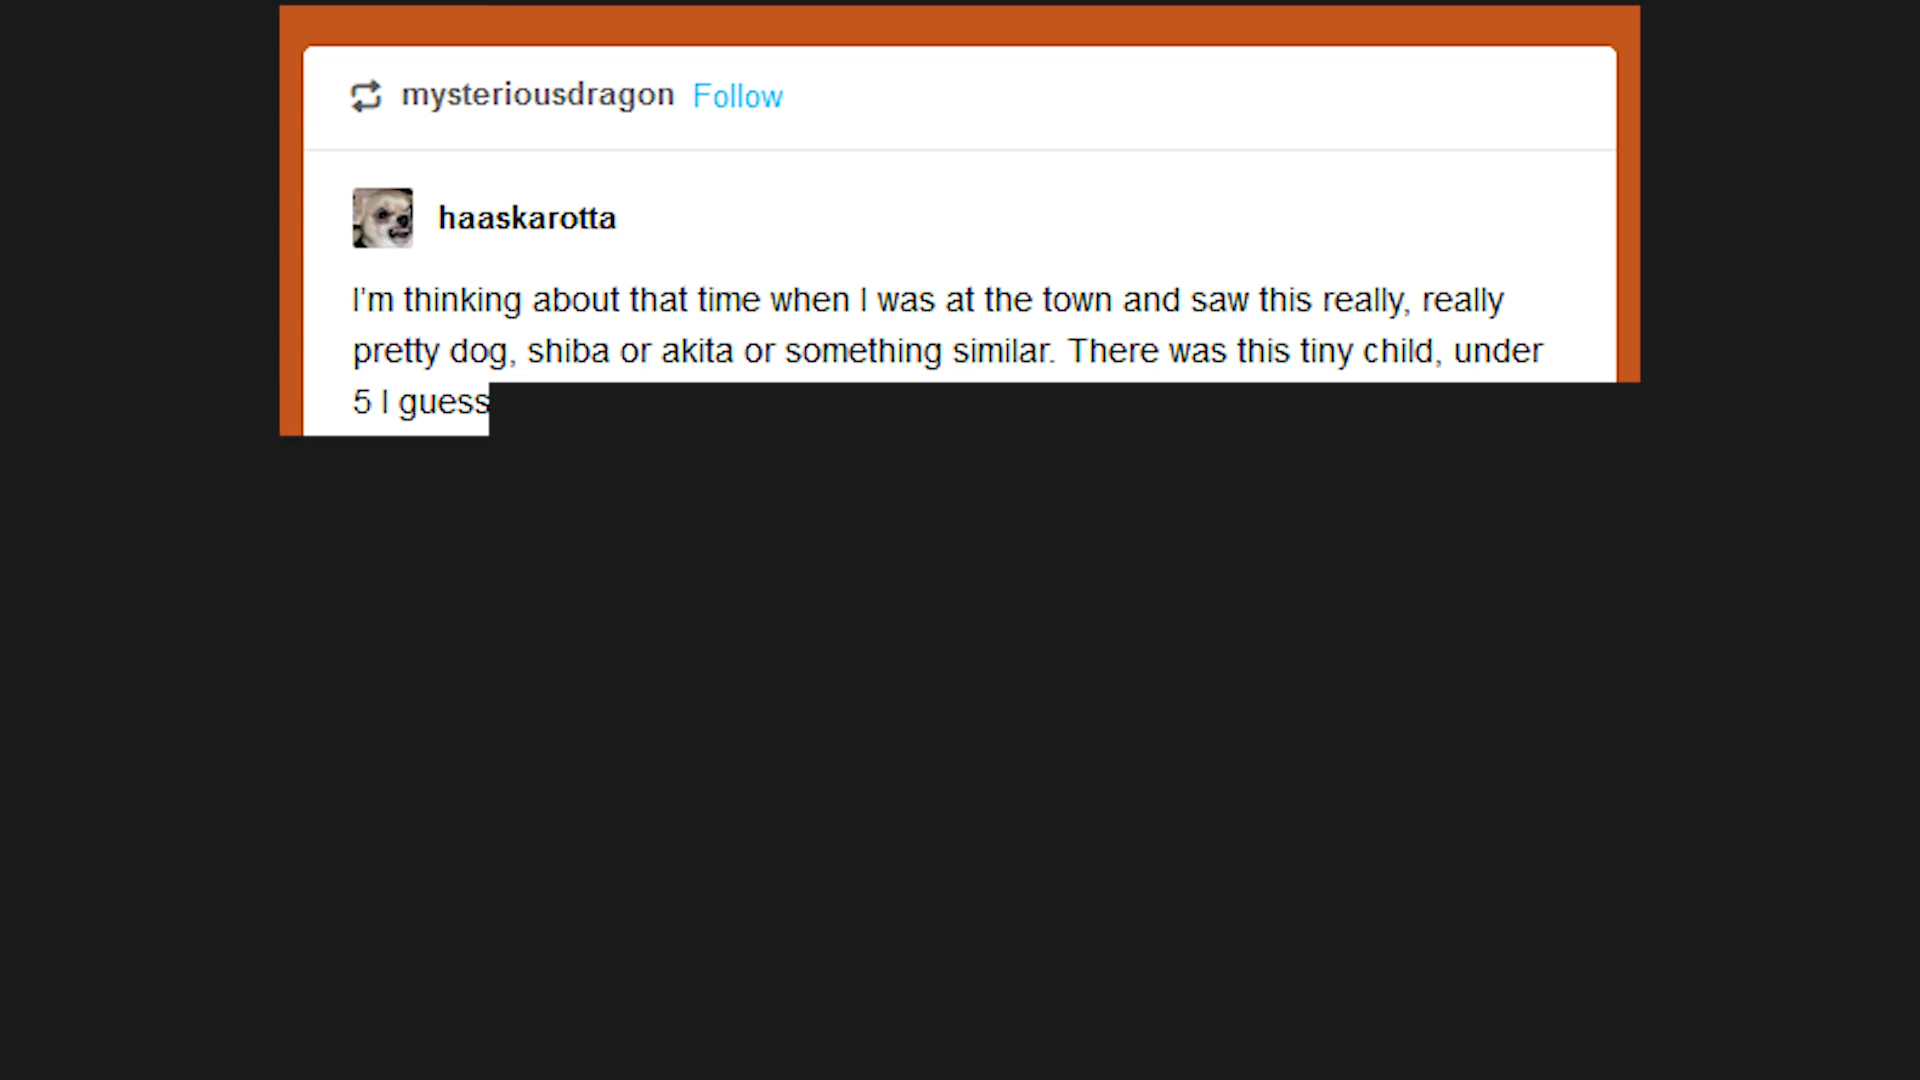 mysteriousdragon Follow
haaskarotta
I'm thinking about that time when I was at the town and saw this really, really
pretty dog, shiba or akita or something similar. There was this tiny child, under
5 I guess